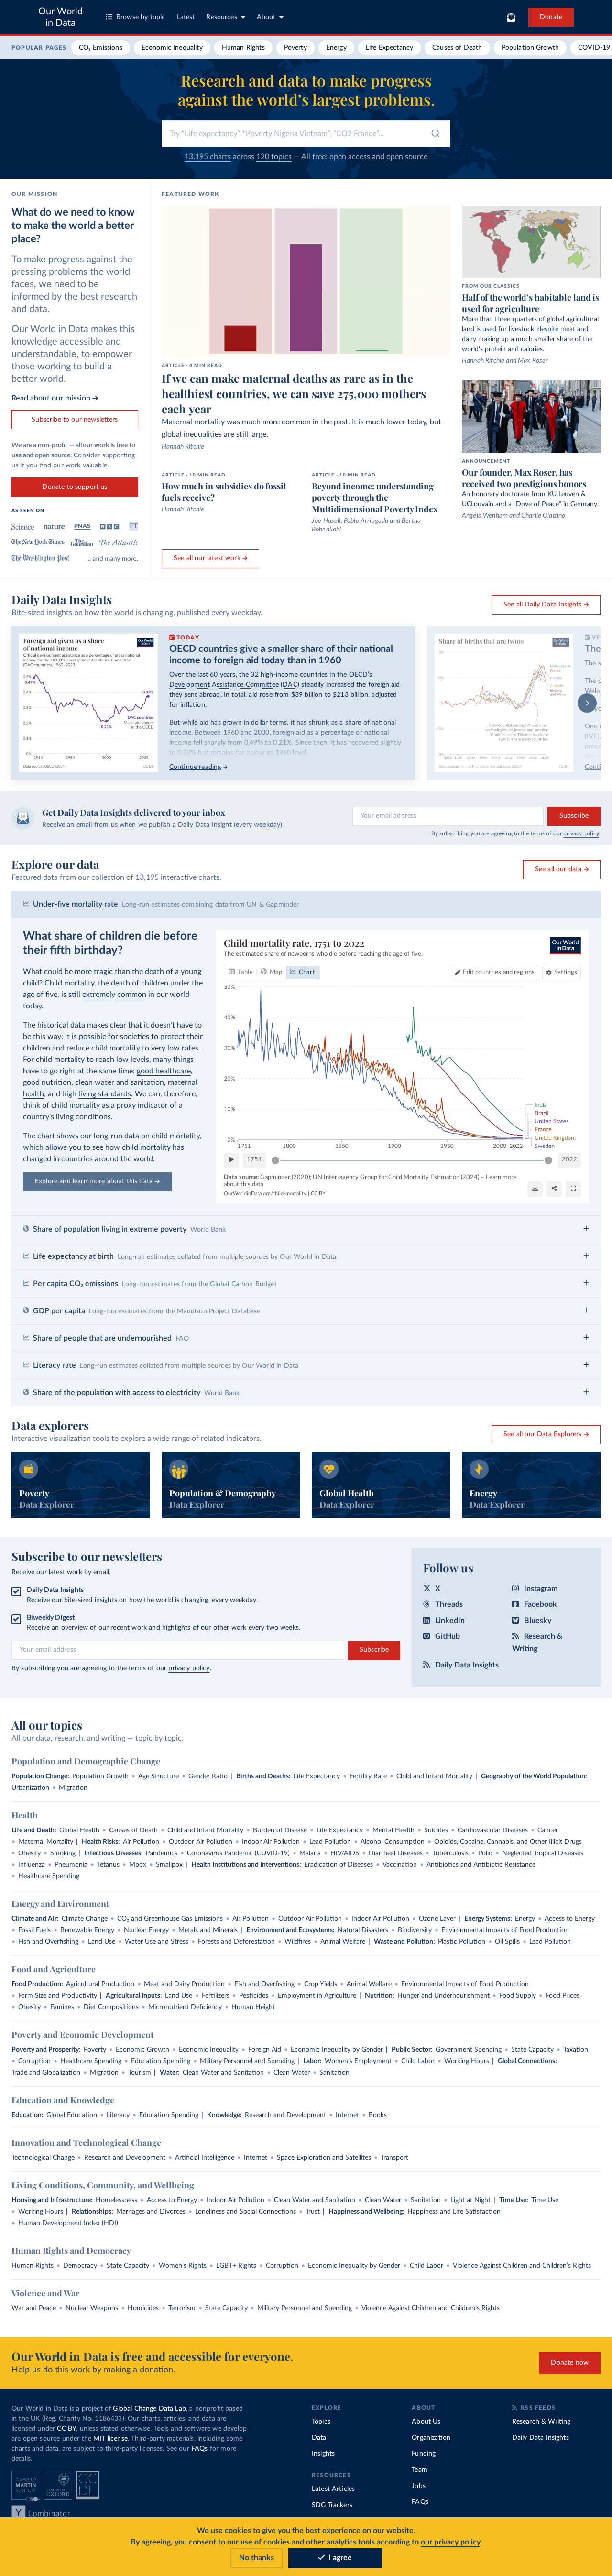 Our World
in Data
Browse by topic
Latest
Resources
About
Donate
POPULAR PAGES
CO₂ Emissions
Economic Inequality
Human Rights
Poverty
Energy
Life Expectancy
Causes of Death
Population Growth
COVID-19
Research and data to make progress
against the world's largest problems.
Try "Life expectancy", "Poverty Nigeria Vietnam", "CO2 France"...
13,195 charts across 120 topics — All free: open access and open source
OUR MISSION
What do we need to know
to make the world a better
place?
To make progress against the
pressing problems the world
faces, we need to be
informed by the best research
and data.
Our World in Data makes this
knowledge accessible and
understandable, to empower
those working to build a
better world.
Read about our mission →
Subscribe to our newsletters
We are a non-profit — all our work is free to
use and open source. Consider supporting
us if you find our work valuable.
Donate to support us
AS SEEN ON
Science
nature
PNAS
BBC
FT
The New York Times
The Guardian
The Atlantic
The Washington Post
... and many more.
FEATURED WORK
ARTICLE · 4 MIN READ
If we can make maternal deaths as rare as in the
healthiest countries, we can save 275,000 mothers
each year
Maternal mortality was much more common in the past. It is much lower today, but
global inequalities are still large.
Hannah Ritchie
ARTICLE · 10 MIN READ
How much in subsidies do fossil
fuels receive?
Hannah Ritchie
ARTICLE · 10 MIN READ
Beyond income: understanding
poverty through the
Multidimensional Poverty Index
Joe Hasell, Pablo Arriagada and Bertha
Rohenkohl
See all our latest work →
FROM OUR CLASSICS
Half of the world's habitable land is
used for agriculture
More than three-quarters of global agricultural
land is used for livestock, despite meat and
dairy making up a much smaller share of the
world's protein and calories.
Hannah Ritchie and Max Roser
ANNOUNCEMENT
Our founder, Max Roser, has
received two prestigious honors
An honorary doctorate from KU Leuven &
UCLouvain and a "Dove of Peace" in Germany.
Angela Wenham and Charlie Giattino
Daily Data Insights
Bite-sized insights on how the world is changing, published every weekday.
See all Daily Data Insights →
Foreign aid given as a share
of national income
TODAY
OECD countries give a smaller share of their national
income to foreign aid today than in 1960
Over the last 60 years, the 32 high-income countries in the OECD's
Development Assistance Committee (DAC) steadily increased the foreign aid
they sent abroad. In total, aid rose from $39 billion to $213 billion, adjusted
for inflation.
But while aid has grown in dollar terms, it has shrunk as a share of national
income. Between 1960 and 2000, foreign aid as a percentage of national
income fell sharply from 0.49% to 0.21%. Since then, it has recovered slightly
to 0.37% but remains far below its 1960 level.
Continue reading →
Share of births that are twins
Get Daily Data Insights delivered to your inbox
Receive an email from us when we publish a Daily Data Insight (every weekday).
Your email address
Subscribe
By subscribing you are agreeing to the terms of our privacy policy.
Explore our data
Featured data from our collection of 13,195 interactive charts.
See all our data →
Under-five mortality rate Long-run estimates combining data from UN & Gapminder
What share of children die before
their fifth birthday?
What could be more tragic than the death of a young
child? Child mortality, the death of children under the
age of five, is still extremely common in our world
today.
The historical data makes clear that it doesn't have to
be this way: it is possible for societies to protect their
children and reduce child mortality to very low rates.
For child mortality to reach low levels, many things
have to go right at the same time: good healthcare,
good nutrition, clean water and sanitation, maternal
health, and high living standards. We can, therefore,
think of child mortality as a proxy indicator of a
country's living conditions.
The chart shows our long-run data on child mortality,
which allows you to see how child mortality has
changed in countries around the world.
Explore and learn more about this data →
Child mortality rate, 1751 to 2022
The estimated share of newborns who die before reaching the age of five.
Our World
in Data
Table
Map
Chart
Edit countries and regions
Settings
50%
40%
30%
20%
10%
0%
1751
1800
1850
1900
1950
2000
2022
India
Brazil
United States
France
United Kingdom
Sweden
1751
2022
Data source: Gapminder (2020); UN Inter-agency Group for Child Mortality Estimation (2024) – Learn more
about this data
OurWorldinData.org/child-mortality | CC BY
Share of population living in extreme poverty World Bank
Life expectancy at birth Long-run estimates collated from multiple sources by Our World in Data
Per capita CO₂ emissions Long-run estimates from the Global Carbon Budget
GDP per capita Long-run estimates from the Maddison Project Database
Share of people that are undernourished FAO
Literacy rate Long-run estimates collated from multiple sources by Our World in Data
Share of the population with access to electricity World Bank
Data explorers
Interactive visualization tools to explore a wide range of related indicators.
See all our Data Explorers →
Poverty
Data Explorer
Population & Demography
Data Explorer
Global Health
Data Explorer
Energy
Data Explorer
Subscribe to our newsletters
Receive our latest work by email.
Daily Data Insights
Receive our bite-sized insights on how the world is changing, every weekday.
Biweekly Digest
Receive an overview of our recent work and highlights of our other work every two weeks.
Your email address
Subscribe
By subscribing you are agreeing to the terms of our privacy policy.
Follow us
X
Instagram
Threads
Facebook
LinkedIn
Bluesky
GitHub
Research &
Writing
Daily Data Insights
All our topics
All our data, research, and writing — topic by topic.
Population and Demographic Change
Population Change: Population Growth • Age Structure • Gender Ratio | Births and Deaths: Life Expectancy • Fertility Rate • Child and Infant Mortality | Geography of the World Population:
Urbanization • Migration
Health
Life and Death: Global Health • Causes of Death • Child and Infant Mortality • Burden of Disease • Life Expectancy • Mental Health • Suicides • Cardiovascular Diseases • Cancer
• Maternal Mortality | Health Risks: Air Pollution • Outdoor Air Pollution • Indoor Air Pollution • Lead Pollution • Alcohol Consumption • Opioids, Cocaine, Cannabis, and Other Illicit Drugs
• Obesity • Smoking | Infectious Diseases: Pandemics • Coronavirus Pandemic (COVID-19) • Malaria • HIV/AIDS • Diarrheal Diseases • Tuberculosis • Polio • Neglected Tropical Diseases
• Influenza • Pneumonia • Tetanus • Mpox • Smallpox | Health Institutions and Interventions: Eradication of Diseases • Vaccination • Antibiotics and Antibiotic Resistance
• Healthcare Spending
Energy and Environment
Climate and Air: Climate Change • CO₂ and Greenhouse Gas Emissions • Air Pollution • Outdoor Air Pollution • Indoor Air Pollution • Ozone Layer | Energy Systems: Energy • Access to Energy
• Fossil Fuels • Renewable Energy • Nuclear Energy • Metals and Minerals | Environment and Ecosystems: Natural Disasters • Biodiversity • Environmental Impacts of Food Production
• Fish and Overfishing • Land Use • Water Use and Stress • Forests and Deforestation • Wildfires • Animal Welfare | Waste and Pollution: Plastic Pollution • Oil Spills • Lead Pollution
Food and Agriculture
Food Production: Agricultural Production • Meat and Dairy Production • Fish and Overfishing • Crop Yields • Animal Welfare • Environmental Impacts of Food Production
• Farm Size and Productivity | Agricultural Inputs: Land Use • Fertilizers • Pesticides • Employment in Agriculture | Nutrition: Hunger and Undernourishment • Food Supply • Food Prices
• Obesity • Famines • Diet Compositions • Micronutrient Deficiency • Human Height
Poverty and Economic Development
Poverty and Prosperity: Poverty • Economic Growth • Economic Inequality • Foreign Aid • Economic Inequality by Gender | Public Sector: Government Spending • State Capacity • Taxation
• Corruption • Healthcare Spending • Education Spending • Military Personnel and Spending | Labor: Women's Employment • Child Labor • Working Hours | Global Connections:
Trade and Globalization • Migration • Tourism | Water: Clean Water and Sanitation • Clean Water • Sanitation
Education and Knowledge
Education: Global Education • Literacy • Education Spending | Knowledge: Research and Development • Internet • Books
Innovation and Technological Change
Technological Change • Research and Development • Artificial Intelligence • Internet • Space Exploration and Satellites • Transport
Living Conditions, Community, and Wellbeing
Housing and Infrastructure: Homelessness • Access to Energy • Indoor Air Pollution • Clean Water and Sanitation • Clean Water • Sanitation • Light at Night | Time Use: Time Use
• Working Hours | Relationships: Marriages and Divorces • Loneliness and Social Connections • Trust | Happiness and Wellbeing: Happiness and Life Satisfaction
• Human Development Index (HDI)
Human Rights and Democracy
Human Rights • Democracy • State Capacity • Women's Rights • LGBT+ Rights • Corruption • Economic Inequality by Gender • Child Labor • Violence Against Children and Children's Rights
Violence and War
War and Peace • Nuclear Weapons • Homicides • Terrorism • State Capacity • Military Personnel and Spending • Violence Against Children and Children's Rights
Our World in Data is free and accessible for everyone.
Help us do this work by making a donation.
Donate now
Our World in Data is a project of Global Change Data Lab, a nonprofit based
in the UK (Reg. Charity No. 1186433). Our charts, articles, and data are
licensed under CC BY, unless stated otherwise. Tools and software we develop
are open source under the MIT license. Third-party materials, including some
charts and data, are subject to third-party licenses. See our FAQs for more
details.
OXFORD
MARTIN
SCHOOL
UNIVERSITY OF
OXFORD
GC
DL
Y Combinator
EXPLORE
Topics
Data
Insights
RESOURCES
Latest Articles
SDG Trackers
ABOUT
About Us
Organization
Funding
Team
Jobs
FAQs
RSS FEEDS
Research & Writing
Daily Data Insights
We use cookies to give you the best experience on our website.
By agreeing, you consent to our use of cookies and other analytics tools according to our privacy policy.
No thanks
I agree